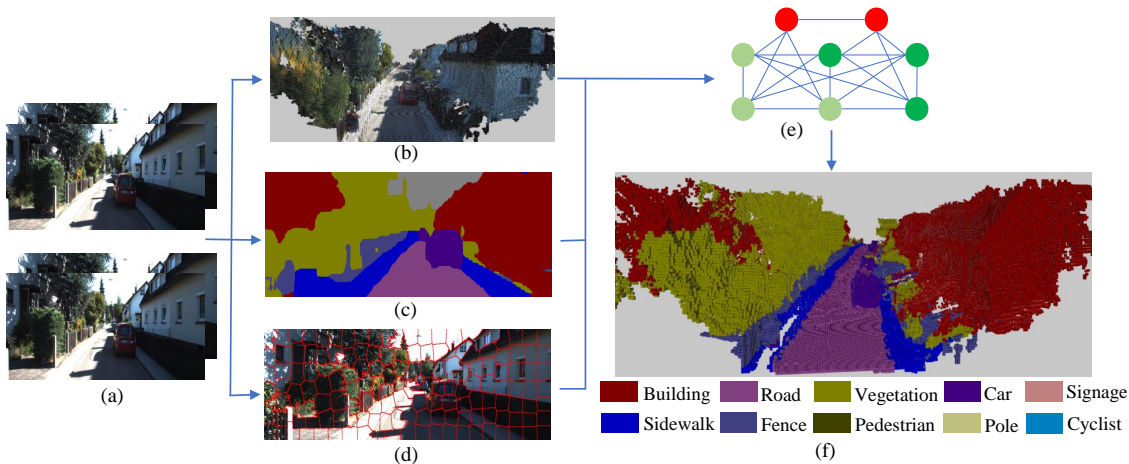 (a)
(b)
(c)
(d)
(e)
Building Road Vegetation Car Signage
Sidewalk Fence Pedestrian Pole Cyclist
(f)